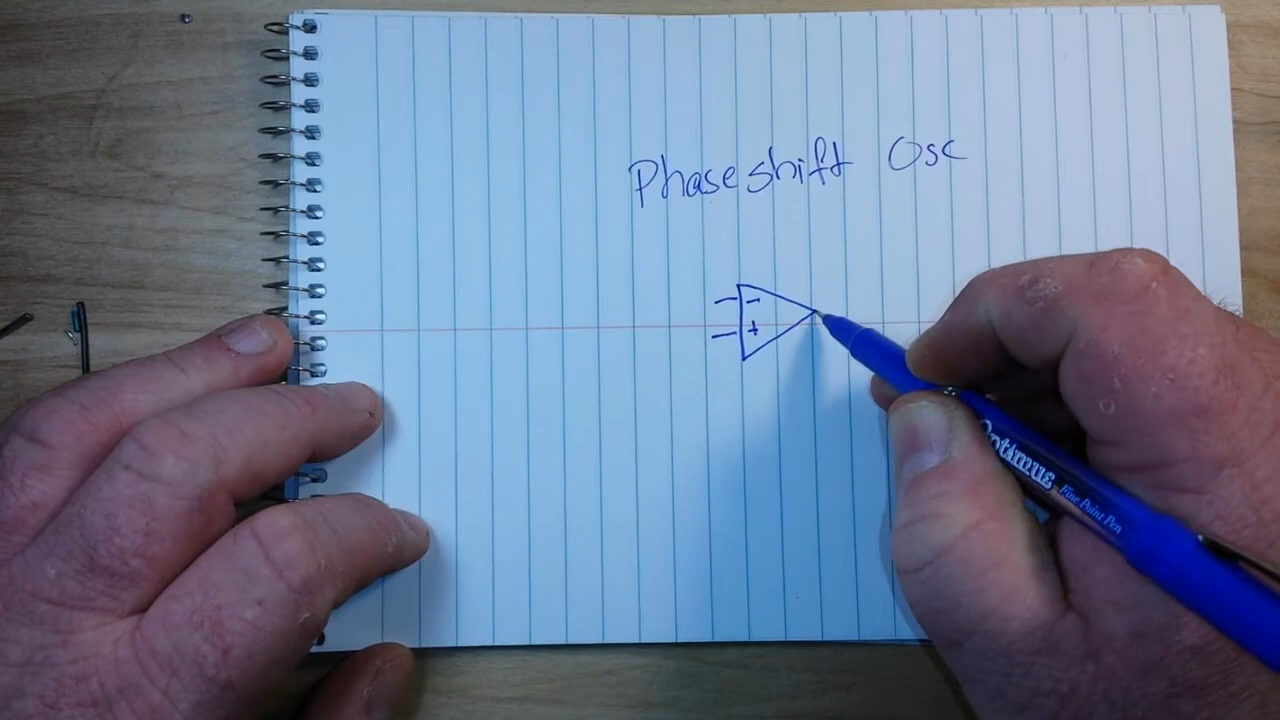 Phaseshift Osc
-
+
Optimus Fine Point Pen